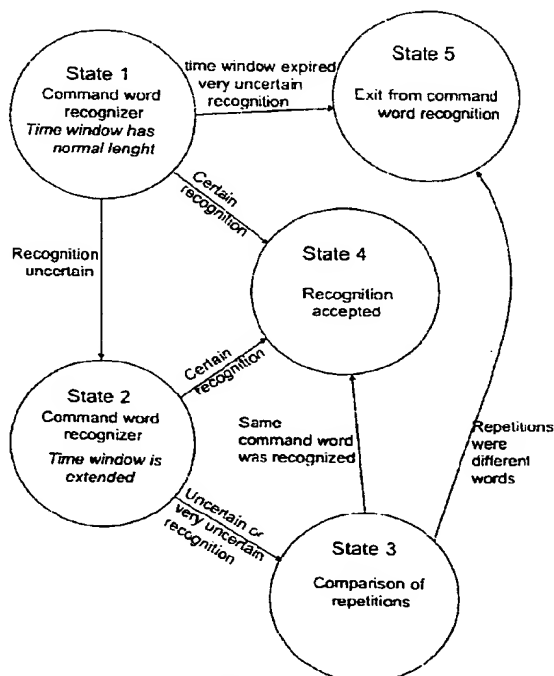 State 1
Command word
recognizer
Time window has
normal lenght
time window expired
very uncertain
recognition
State 5
Exit from command
word recognition
Certain
recognition
Recognition
uncertain
State 4
Recognition
accepted
State 2
Command word
recognizer
Time window is
extended
Certain
recognition
Same
command word
was recognized
Repetitions
were
different
words
Uncertain or
very uncertain
recognition
State 3
Comparison of
repetitions